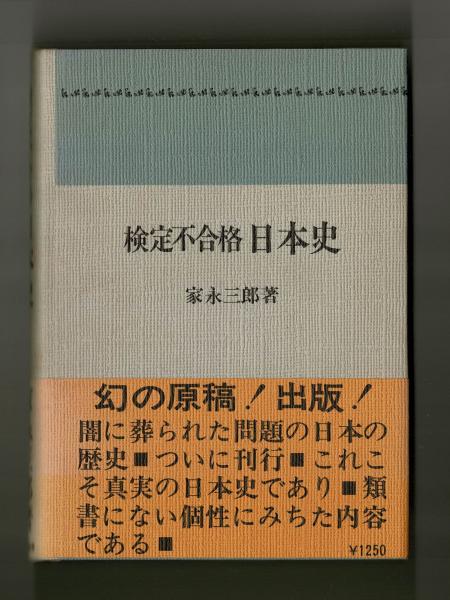 検定不合格日本史
家永三郎著
幻の原稿！出版！
闇に葬られた問題の日本の
歴史■ついに刊行■これこ
そ真実の日本史であり■類
書にない個性にみちた内容
である■
¥1250